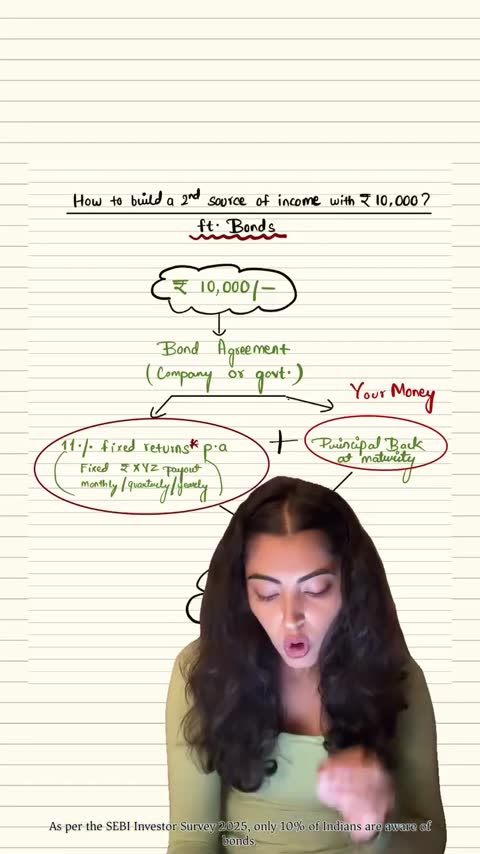 How to build a 2nd source of income with ₹ 10,000?
ft. Bonds
₹ 10,000/-
Bond Agreement
(Company or govt.)
Your Money
11·/. fixed returns* p.a
(Fixed ₹ XYZ payout
monthly/quarterly/yearly)
+
Principal Back
at maturity
As per the SEBI Investor Survey 2025, only 10% of Indians are aware of
bonds.